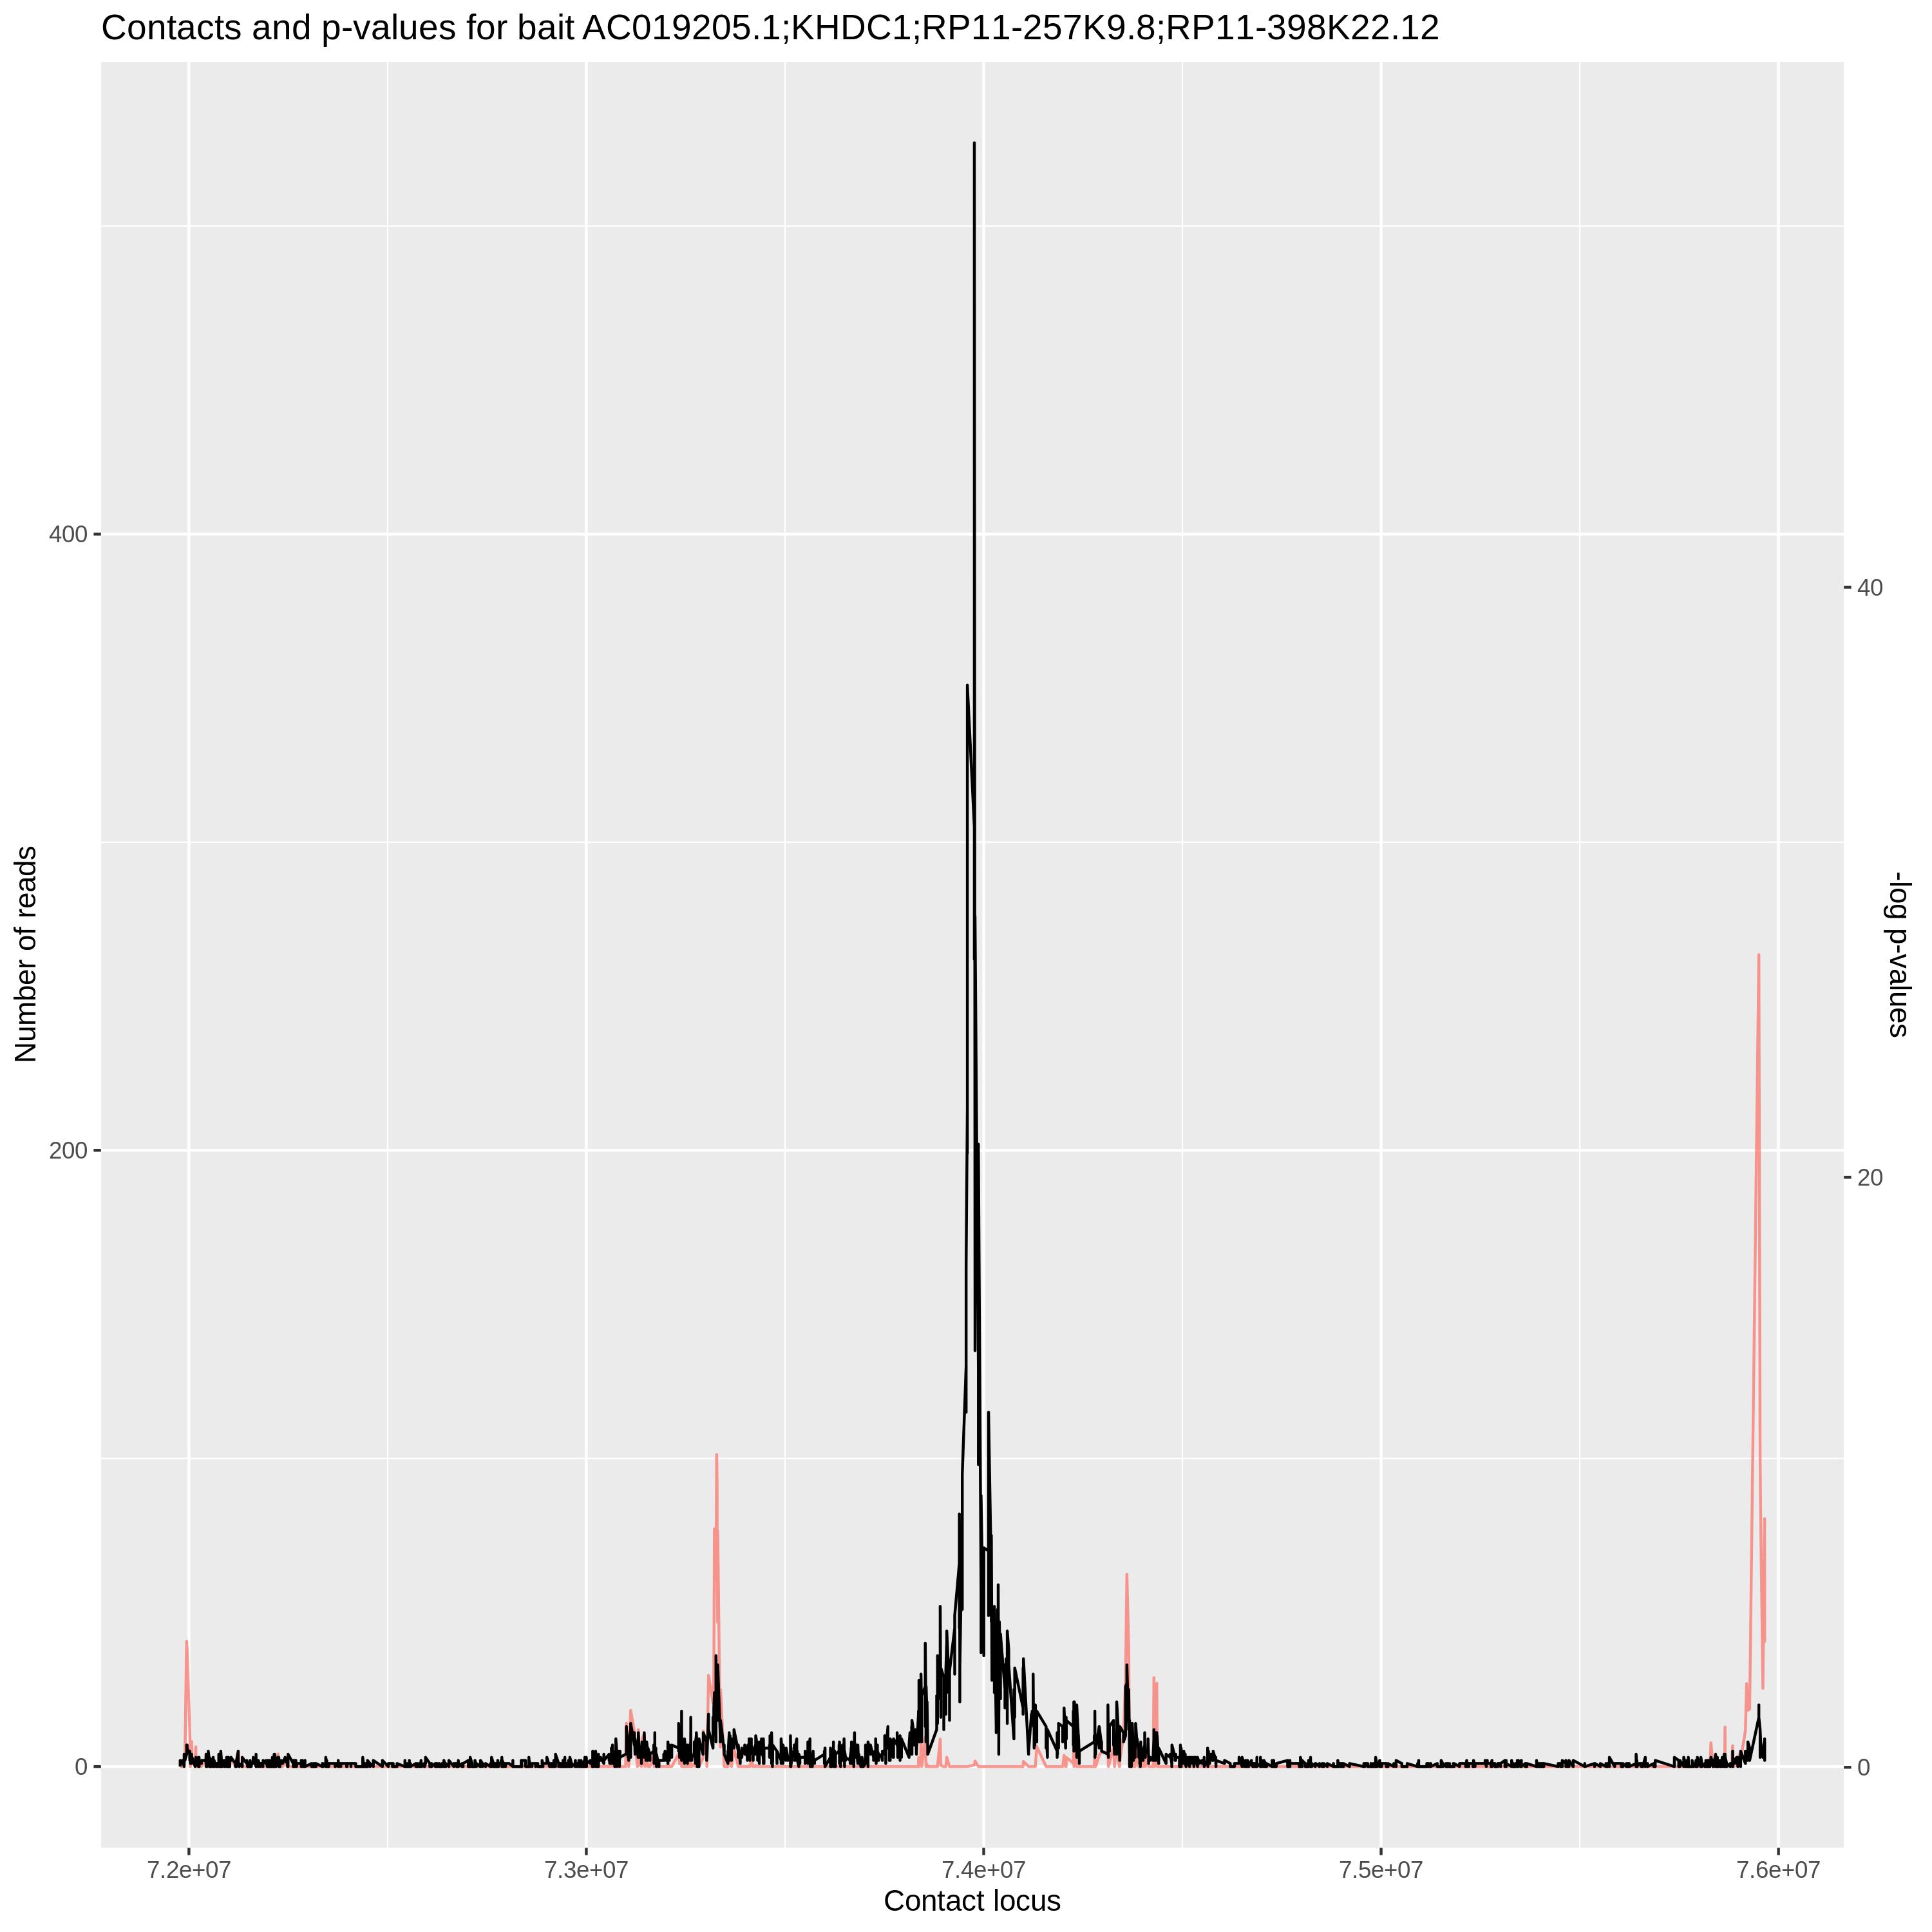 Contacts and p-values for bait AC019205.1;KHDC1;RP11-257K9.8;RP11-398K22.12
400
200
0
Number of reads
40
20
0
-log p-values
7.2e+07
7.3e+07
7.4e+07
7.5e+07
7.6e+07
Contact locus